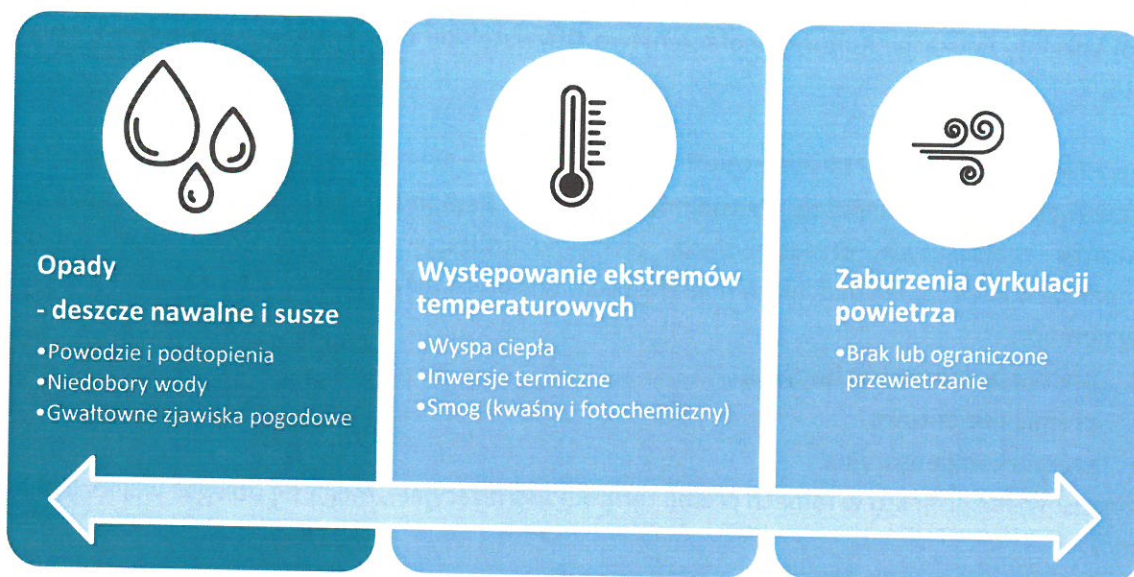 Opady
- deszcze nawalne i susze
•Powodzie i podtopienia
•Niedobory wody
•Gwałtowne zjawiska pogodowe
Występowanie ekstremów
temperaturowych
•Wyspa ciepła
•Inwersje termiczne
•Smog (kwaśny i fotochemiczny)
Zaburzenia cyrkulacji
powietrza
•Brak lub ograniczone
przewietrzanie